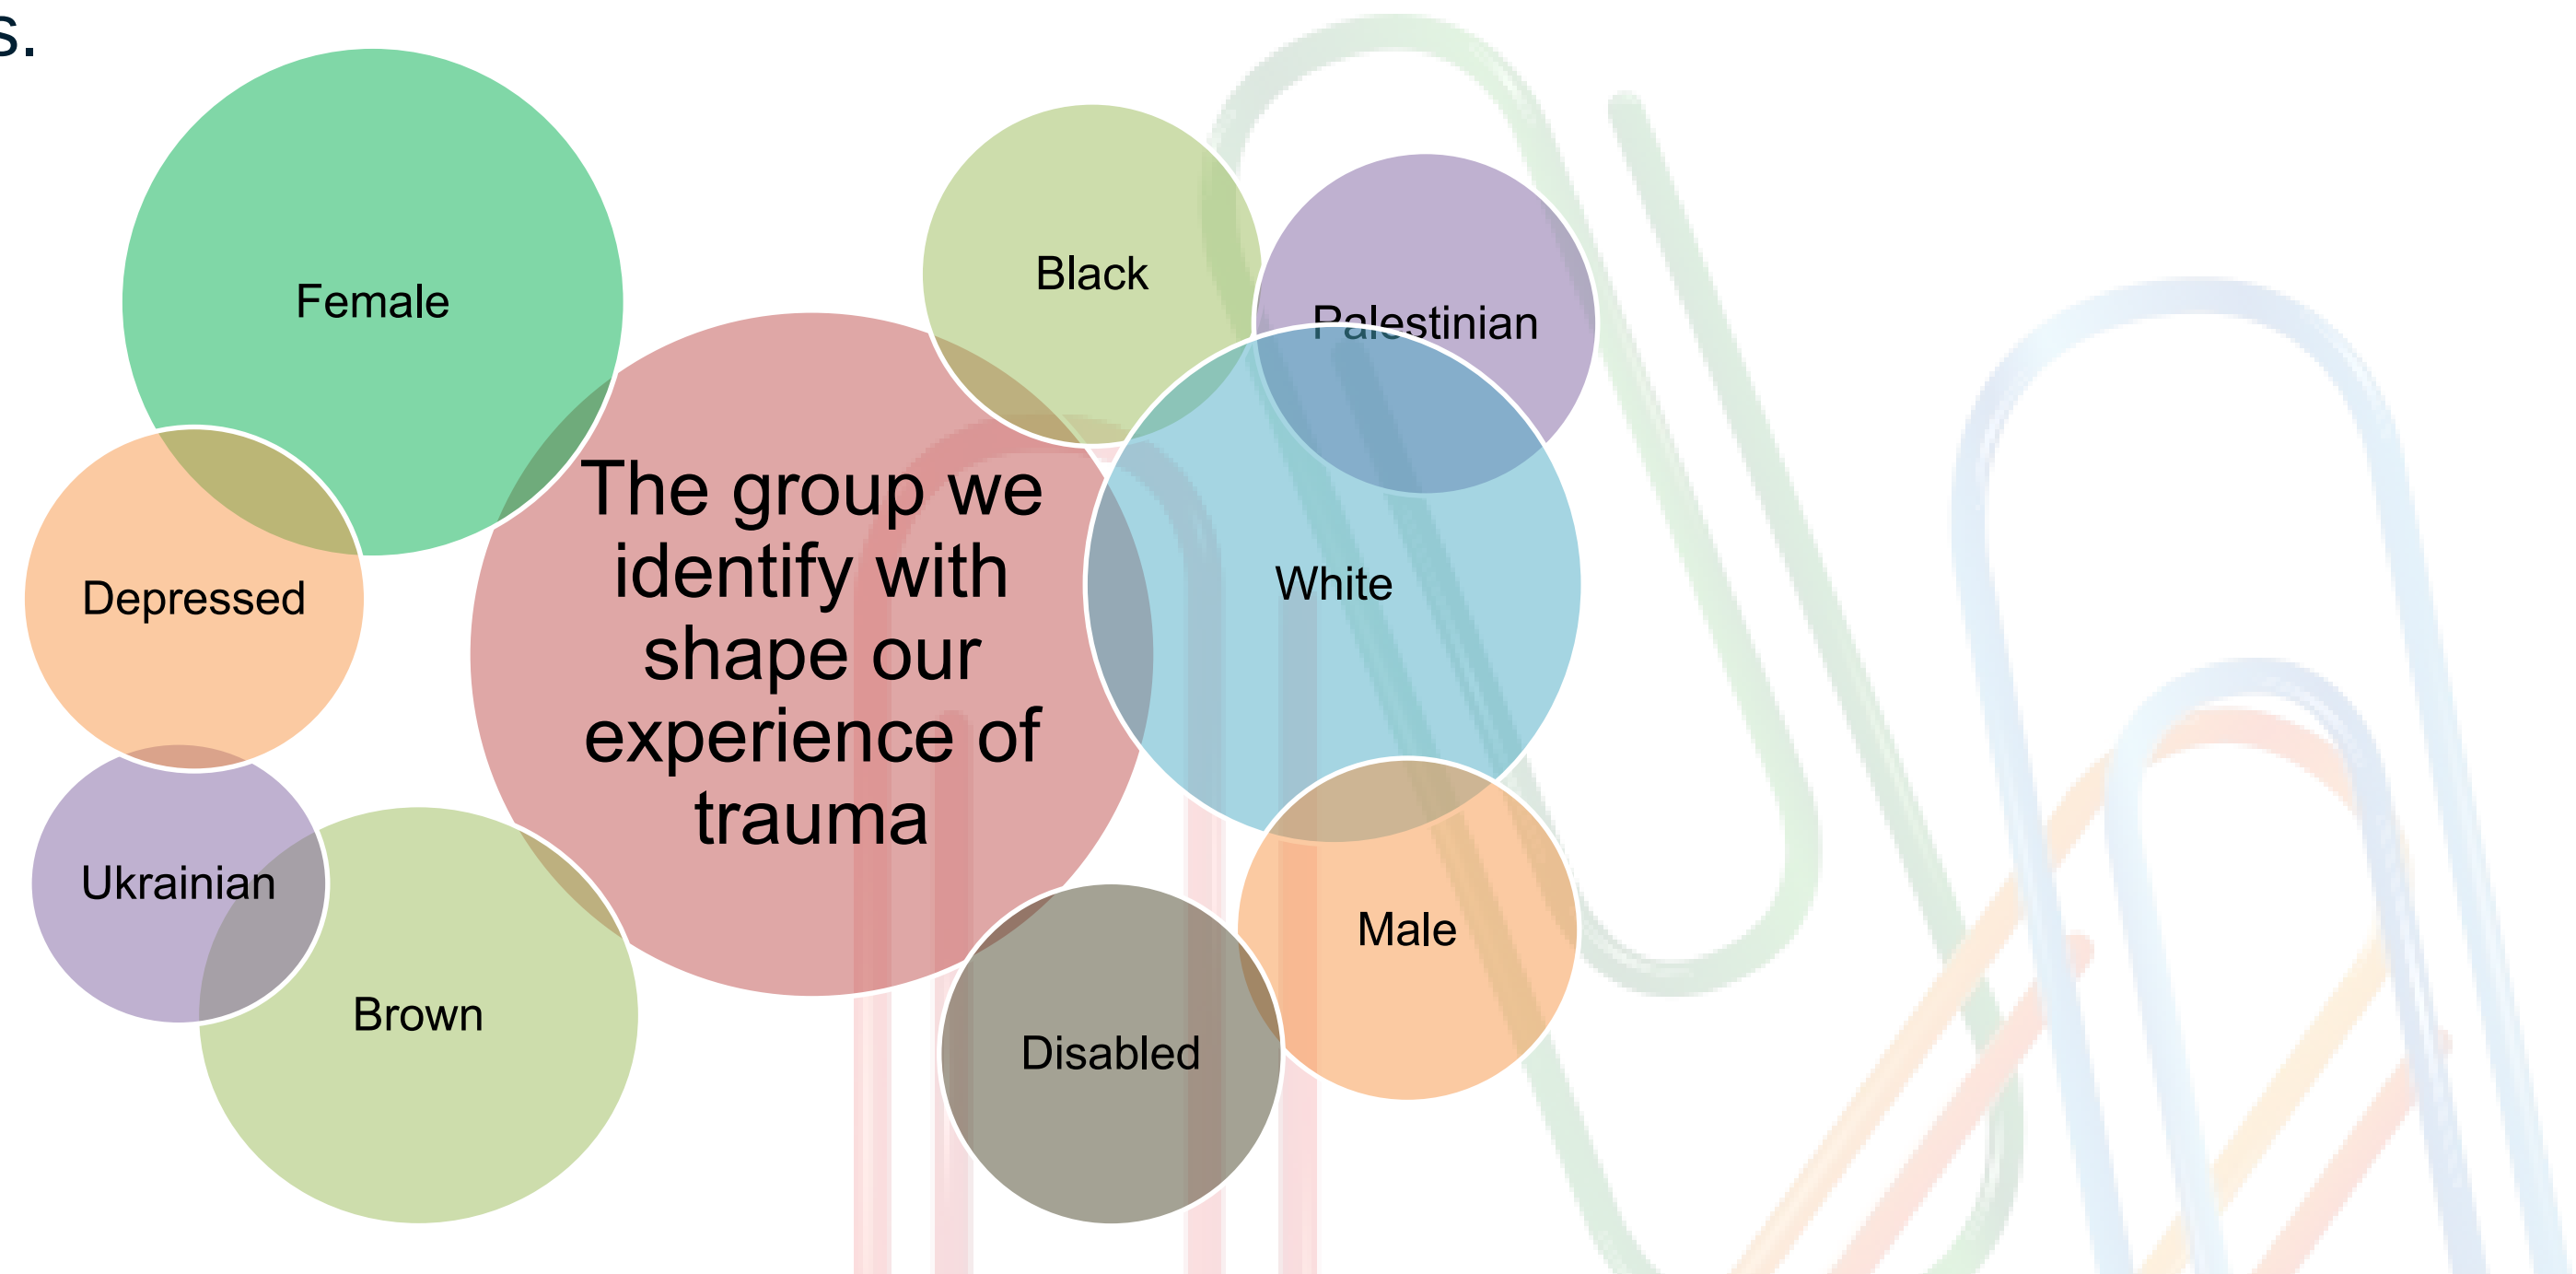 s.
Female
Black
Palestinian
The group we
identify with
shape our
experience of
trauma
White
Depressed
Ukrainian
Male
Brown
Disabled